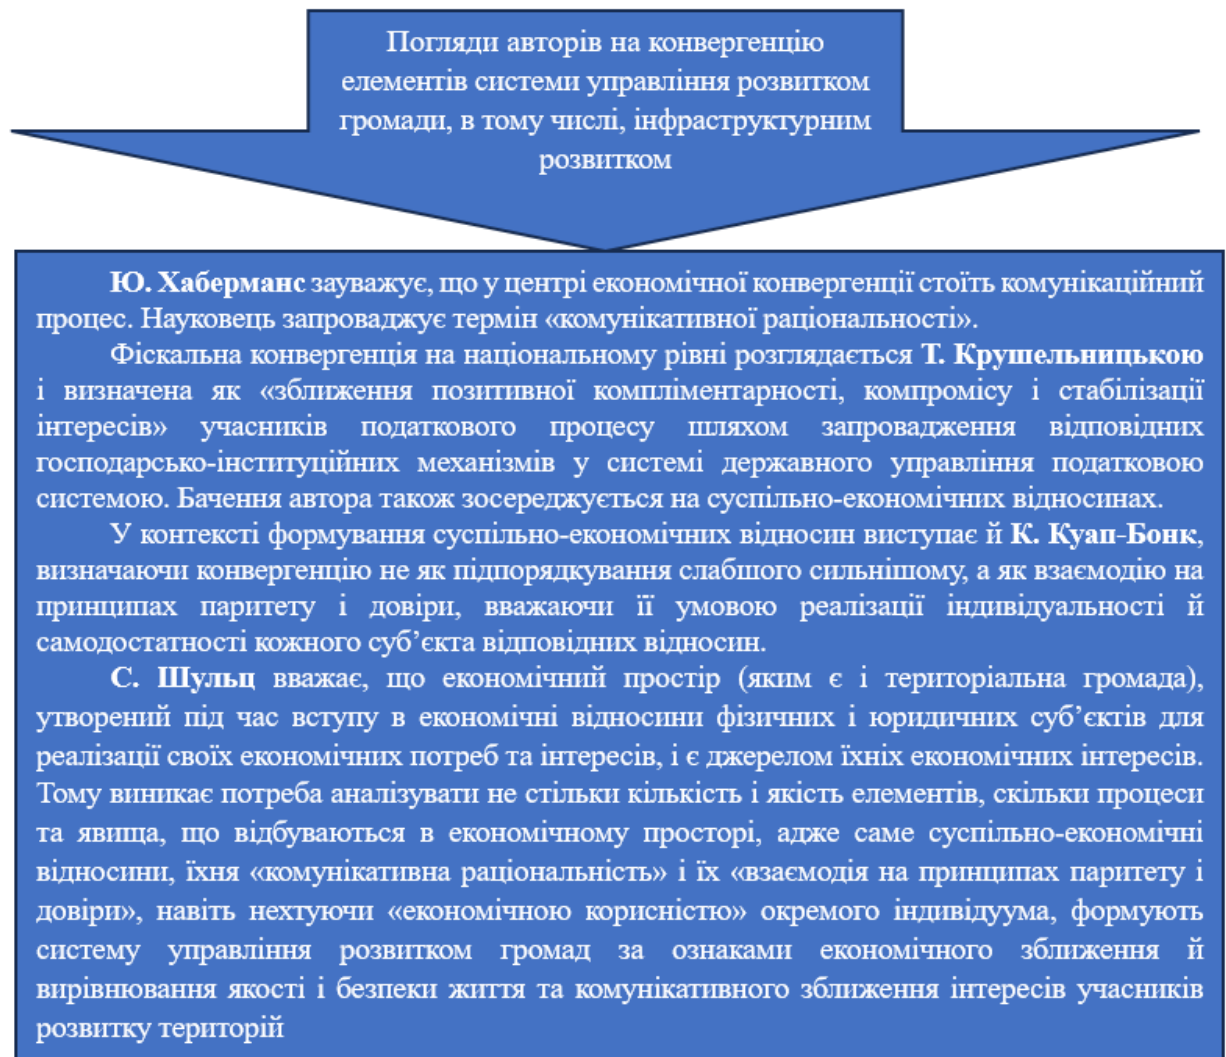 Погляди авторів на конвергенцію
елементів системи управління розвитком
громади, в тому числі, інфраструктурним
розвитком
Ю. Хаберманс зауважує, що у центрі економічної конвергенції стоїть комунікаційний
процес. Науковець запроваджує термін «комунікативної раціональності».
Фіскальна конвергенція на національному рівні розглядається Т. Крушельницькою
і визначена як «зближення позитивної компліментарності, компромісу і стабілізації
інтересів» учасників податкового процесу шляхом запровадження відповідних
господарсько-інституційних механізмів у системі державного управління податковою
системою. Бачення автора також зосереджується на суспільно-економічних відносинах.
У контексті формування суспільно-економічних відносин виступає й К. Куап-Бонк,
визначаючи конвергенцію не як підпорядкування слабшого сильнішому, а як взаємодію на
принципах паритету і довіри, вважаючи її умовою реалізації індивідуальності й
самодостатності кожного суб’єкта відповідних відносин.
С. Шульц вважає, що економічний простір (яким є і територіальна громада),
утворений під час вступу в економічні відносини фізичних і юридичних суб’єктів для
реалізації своїх економічних потреб та інтересів, і є джерелом їхніх економічних інтересів.
Тому виникає потреба аналізувати не стільки кількість і якість елементів, скільки процеси
та явища, що відбуваються в економічному просторі, адже саме суспільно-економічні
відносини, їхня «комунікативна раціональність» і їх «взаємодія на принципах паритету і
довіри», навіть нехтуючи «економічною корисністю» окремого індивідуума, формують
систему управління розвитком громад за ознаками економічного зближення й
вирівнювання якості і безпеки життя та комунікативного зближення інтересів учасників
розвитку територій